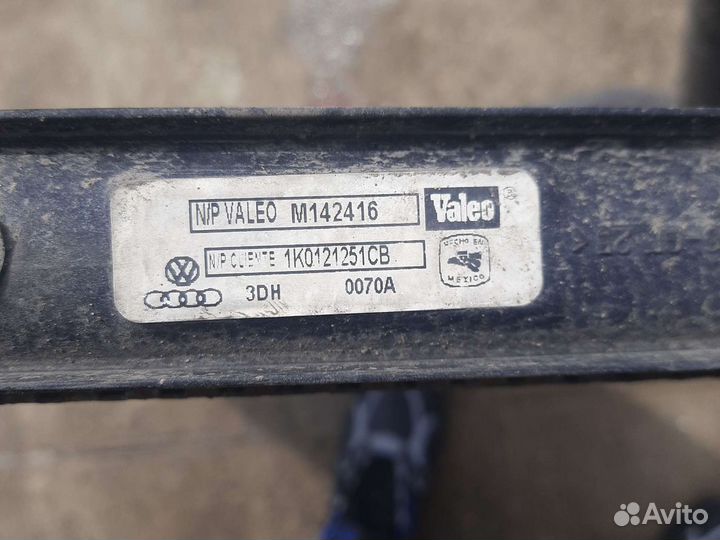 N/P VALEO M142416 Valeo ®
N/P CLIENTE 1K0121251CB
HECHO EN
MEXICO
3DH 0070A
Avito